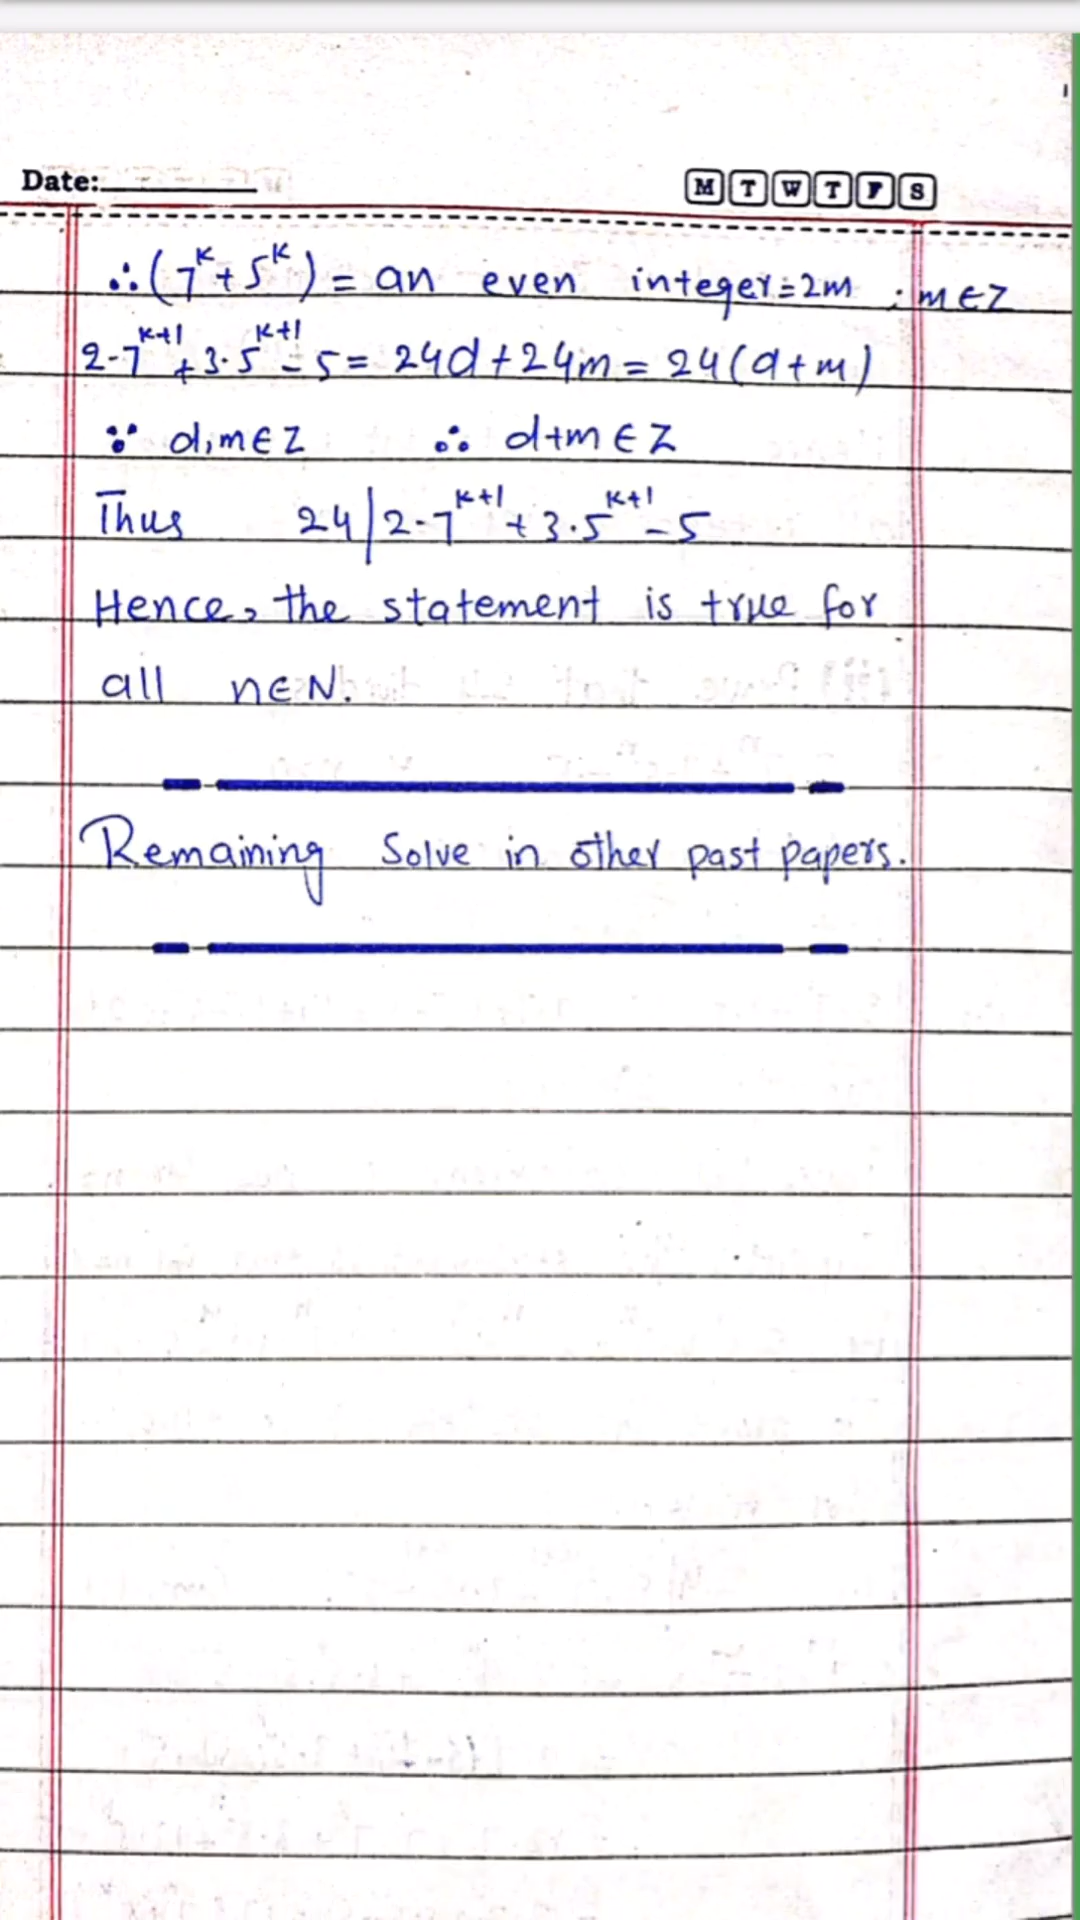 Date:
M T W T F S
∴ (7^K + 5^K) = an even integer = 2m ; m∈Z
2·7^(K+1) + 3·5^(K+1) - 5 = 24d + 24m = 24(d+m)
∵ d,m∈Z ∴ d+m∈Z
Thus 24 | 2·7^(K+1) + 3·5^(K+1) - 5
Hence, the statement is true for
all n∈N.
Remaining Solve in other past papers.